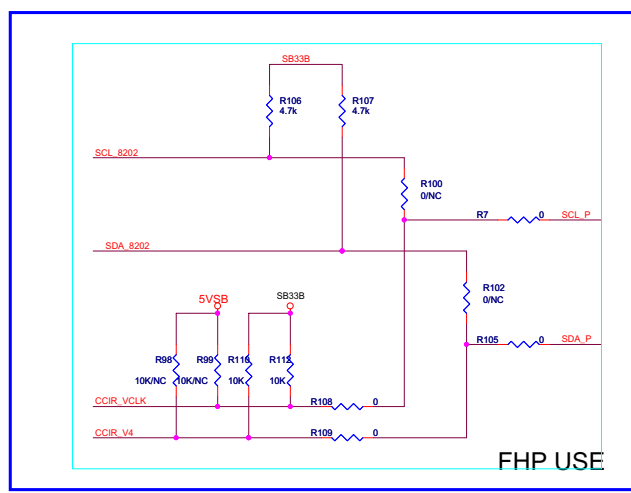 SB33B
R106
4.7k
R107
4.7k
SCL_8202
R100
0/NC
R7 0 SCL_P
SDA_8202
R102
0/NC
5VSB
SB33B
R105 0 SDA_P
R98
10K/NC
R99
10K/NC
R110
10K
R112
10K
CCIR_VCLK
R108 0
CCIR_V4
R109 0
FHP USE